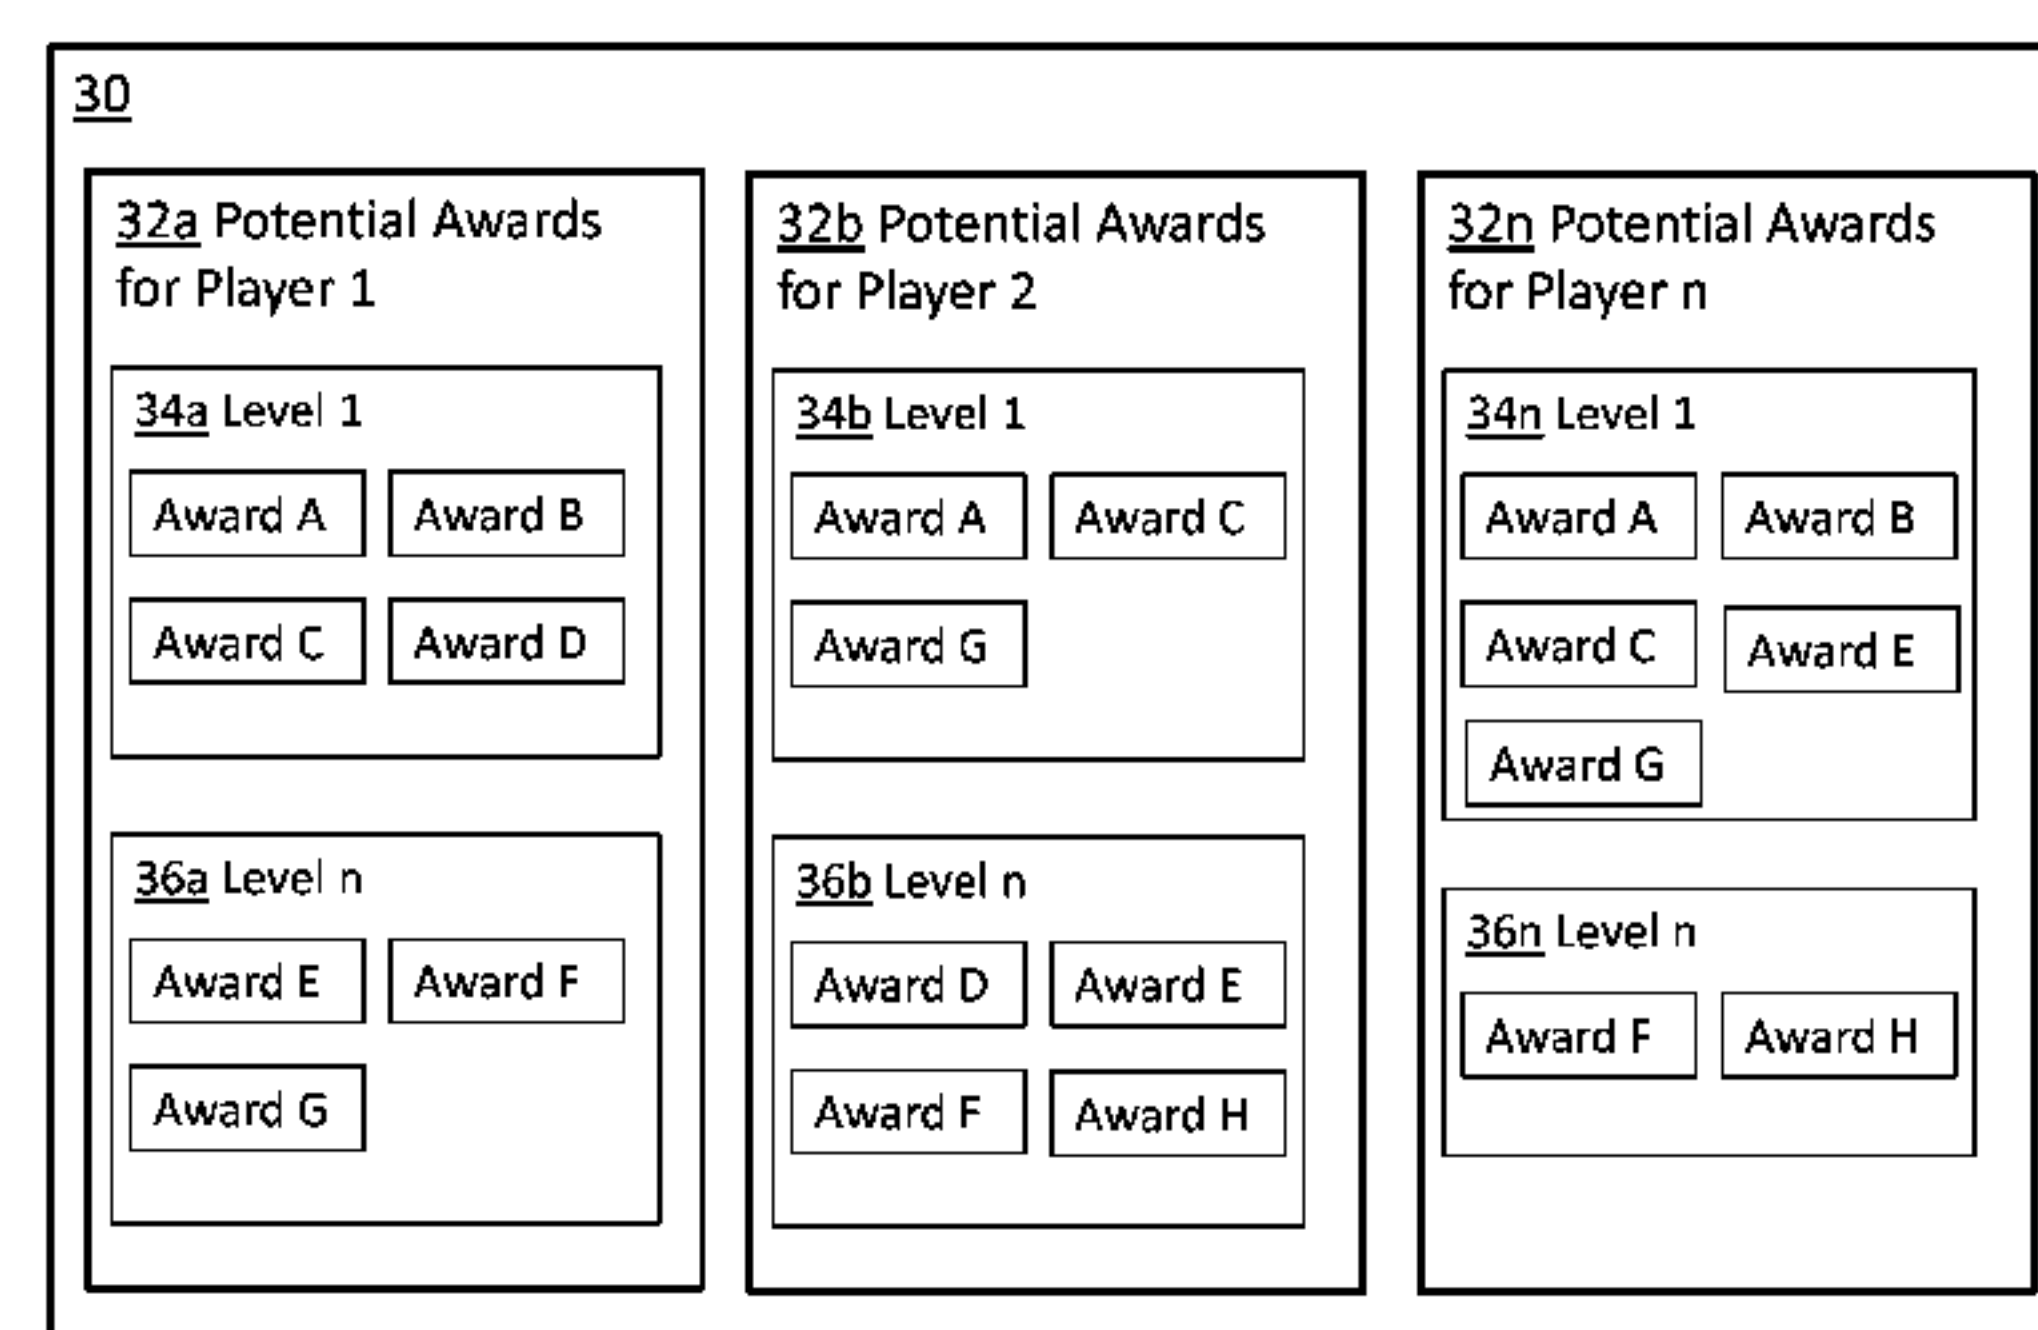 30
32a Potential Awards
for Player 1
34a Level 1
Award A
Award B
Award C
Award D
36a Level n
Award E
Award F
Award G
32b Potential Awards
for Player 2
34b Level 1
Award A
Award C
Award G
36b Level n
Award D
Award E
Award F
Award H
32n Potential Awards
for Player n
34n Level 1
Award A
Award B
Award C
Award E
Award G
36n Level n
Award F
Award H